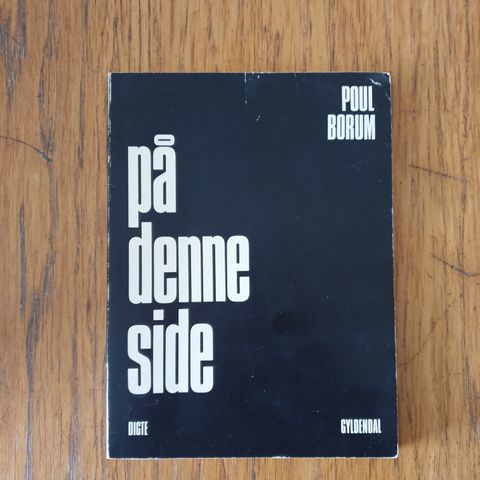 POUL
BORUM
på
denne
side
DIGTE
GYLDENDAL